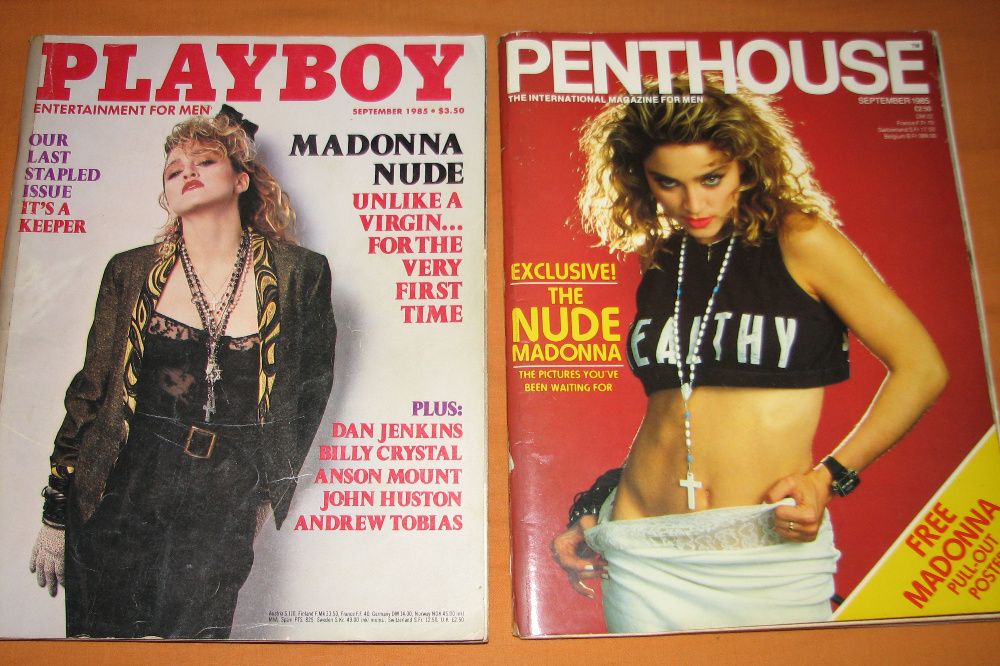 PLAYBOY
ENTERTAINMENT FOR MEN
SEPTEMBER 1985 • $3.50
OUR
LAST
STAPLED
ISSUE
IT'S A
KEEPER
MADONNA
NUDE
UNLIKE A
VIRGIN...
FOR THE
VERY
FIRST
TIME
PLUS:
DAN JENKINS
BILLY CRYSTAL
ANSON MOUNT
JOHN HUSTON
ANDREW TOBIAS
PENTHOUSE
THE INTERNATIONAL MAGAZINE FOR MEN
SEPTEMBER 1985
£2.50
EXCLUSIVE!
THE
NUDE
MADONNA
THE PICTURES YOU'VE
BEEN WAITING FOR
EALTHY
FREE
MADONNA
PULL-OUT
POSTE